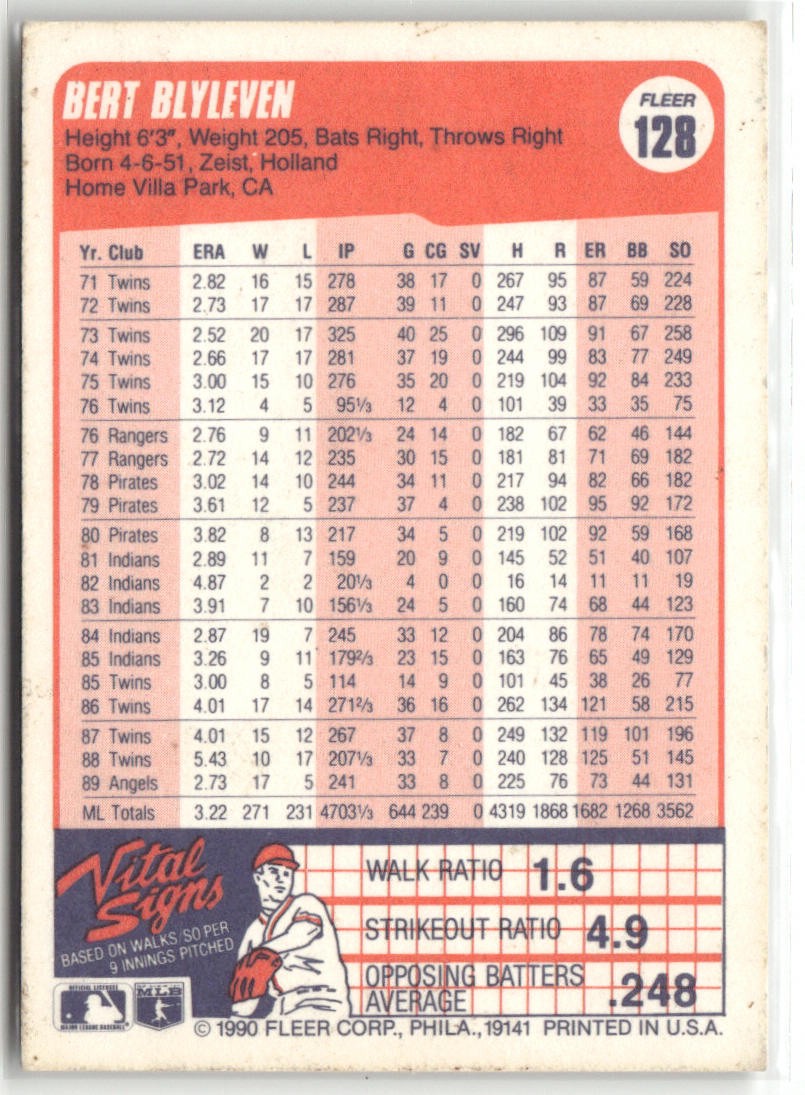 BERT BLYLEVEN
FLEER
128
Height 6'3", Weight 205, Bats Right, Throws Right
Born 4-6-51, Zeist, Holland
Home Villa Park, CA
Yr. Club ERA W L IP G CG SV H R ER BB SO
71 Twins 2.82 16 15 278 38 17 0 267 95 87 59 224
72 Twins 2.73 17 17 287 39 11 0 247 93 87 69 228
73 Twins 2.52 20 17 325 40 25 0 296 109 91 67 258
74 Twins 2.66 17 17 281 37 19 0 244 99 83 77 249
75 Twins 3.00 15 10 276 35 20 0 219 104 92 84 233
76 Twins 3.12 4 5 95⅓ 12 4 0 101 39 33 35 75
76 Rangers 2.76 9 11 202⅓ 24 14 0 182 67 62 46 144
77 Rangers 2.72 14 12 235 30 15 0 181 81 71 69 182
78 Pirates 3.02 14 10 244 34 11 0 217 94 82 66 182
79 Pirates 3.61 12 5 237 37 4 0 238 102 95 92 172
80 Pirates 3.82 8 13 217 34 5 0 219 102 92 59 168
81 Indians 2.89 11 7 159 20 9 0 145 52 51 40 107
82 Indians 4.87 2 2 20⅓ 4 0 0 16 14 11 11 19
83 Indians 3.91 7 10 156⅓ 24 5 0 160 74 68 44 123
84 Indians 2.87 19 7 245 33 12 0 204 86 78 74 170
85 Indians 3.26 9 11 179⅔ 23 15 0 163 76 65 49 129
85 Twins 3.00 8 5 114 14 9 0 101 45 38 26 77
86 Twins 4.01 17 14 271⅔ 36 16 0 262 134 121 58 215
87 Twins 4.01 15 12 267 37 8 0 249 132 119 101 196
88 Twins 5.43 10 17 207⅓ 33 7 0 240 128 125 51 145
89 Angels 2.73 17 5 241 33 8 0 225 76 73 44 131
ML Totals 3.22 271 231 4703⅓ 644 239 0 4319 1868 1682 1268 3562
Vital Signs
BASED ON WALKS/SO PER
9 INNINGS PITCHED
WALK RATIO 1.6
STRIKEOUT RATIO 4.9
OPPOSING BATTERS
AVERAGE .248
OFFICIAL LICENSEE
MAJOR LEAGUE BASEBALL
MLB
© 1990 FLEER CORP., PHILA., 19141 PRINTED IN U.S.A.